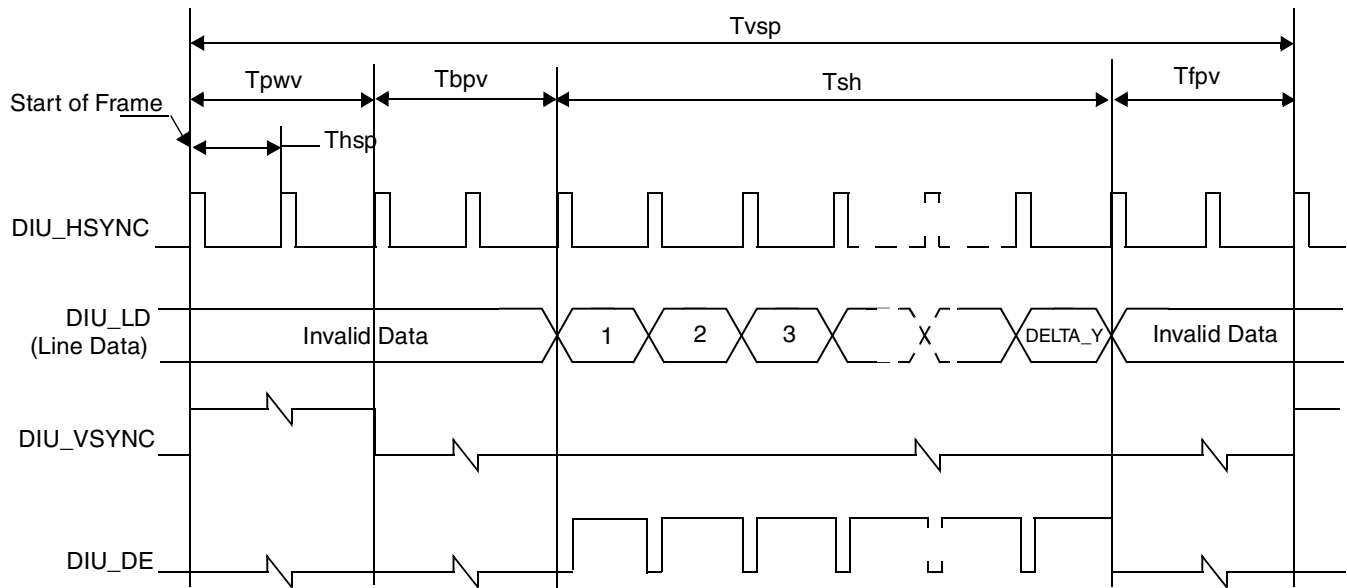 Tvsp
Tpwv Tbpv Tsh Tfpv
Start of Frame
Thsp
DIU_HSYNC
DIU_LD
(Line Data)
Invalid Data 1 2 3 DELTA_Y Invalid Data
DIU_VSYNC
DIU_DE